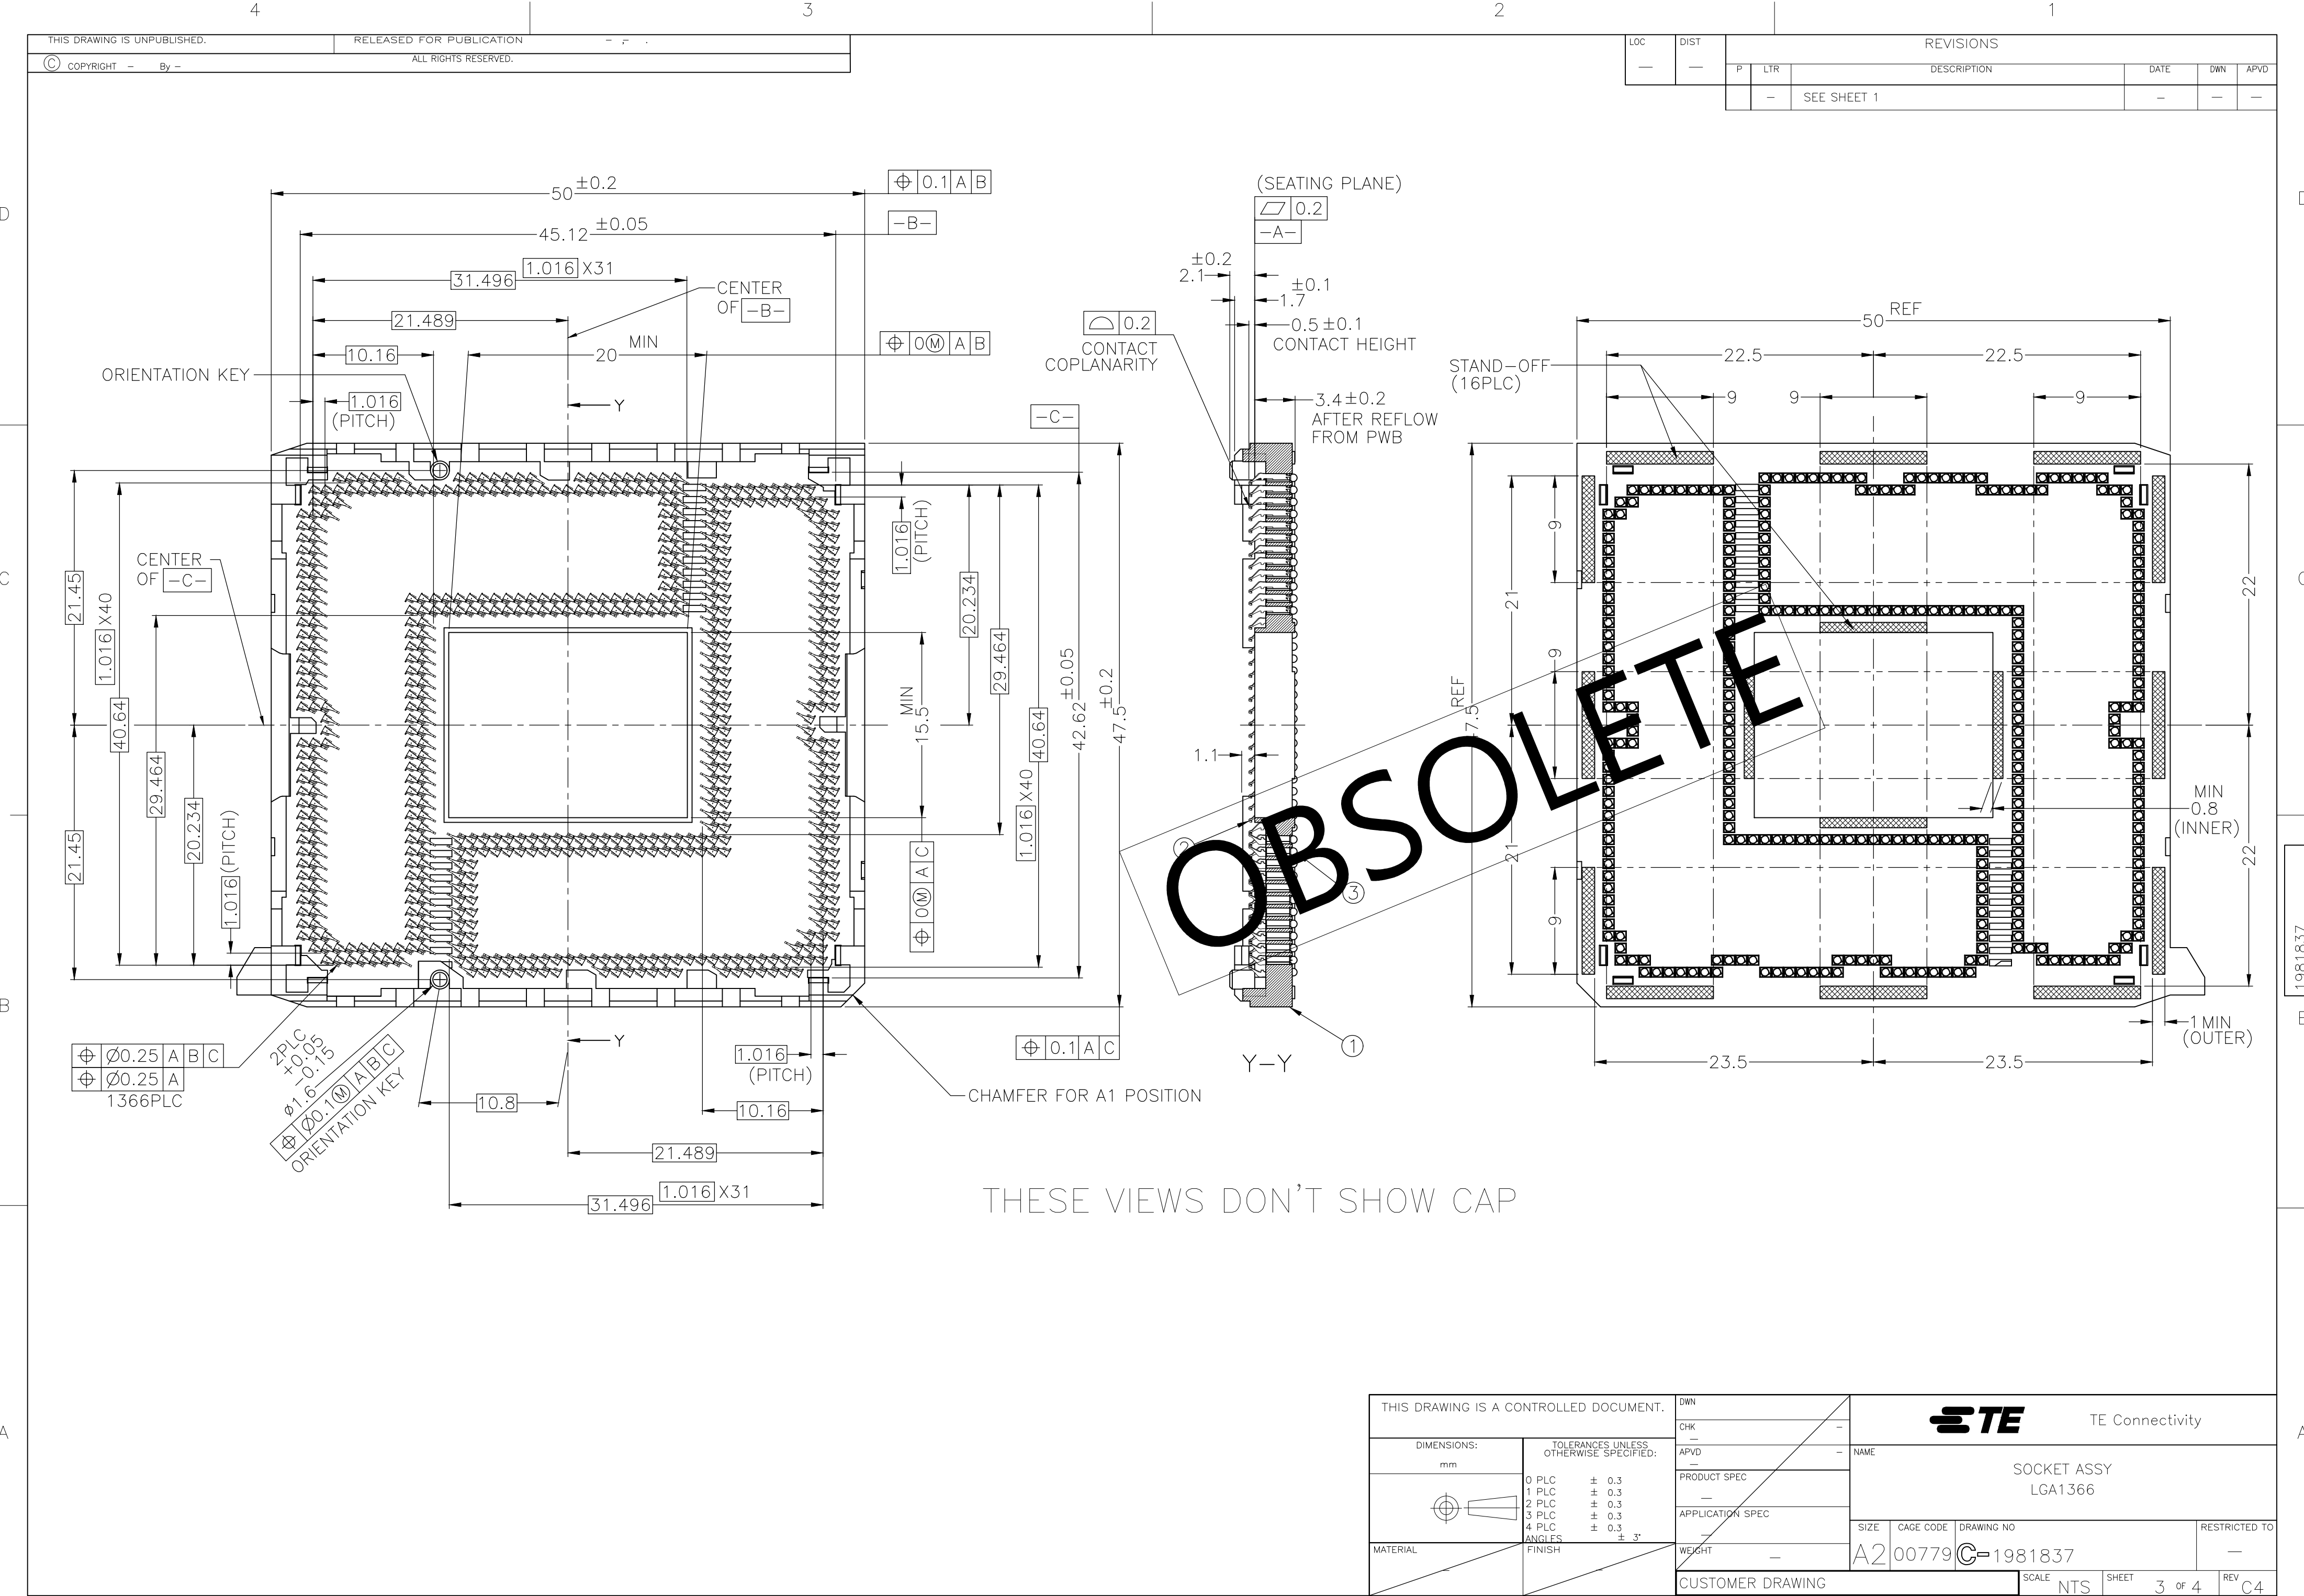 4
3
2
1
THIS DRAWING IS UNPUBLISHED.
RELEASED FOR PUBLICATION
© COPYRIGHT – By –
ALL RIGHTS RESERVED.
LOC
DIST
REVISIONS
—
—
P
LTR
DESCRIPTION
DATE
DWN
APVD
–
SEE SHEET 1
–
—
—
D
C
B
A
50 ±0.2
⌖ 0.1 A B
45.12 ±0.05
–B–
1.016 X31
31.496
CENTER
OF –B–
21.489
10.16
20 MIN
⌖ 0Ⓜ A B
ORIENTATION KEY
1.016
(PITCH)
Y
–C–
CENTER
OF –C–
21.45
1.016 X40
40.64
29.464
20.234
1.016 (PITCH)
21.45
1.016
(PITCH)
20.234
29.464
MIN
15.5
40.64
1.016 X40
42.62 ±0.05
47.5 ±0.2
⌖ 0Ⓜ A C
⌖ 0.1 A C
⌖ Ø0.25 A B C
⌖ Ø0.25 A
1366PLC
2PLC
+0.05
-0.15
ø1.6
⌖ Ø0.1Ⓜ A B C
ORIENTATION KEY
Y
10.8
1.016
(PITCH)
10.16
CHAMFER FOR A1 POSITION
21.489
1.016 X31
31.496
(SEATING PLANE)
⏥ 0.2
–A–
±0.2
2.1
±0.1
1.7
0.5±0.1
CONTACT HEIGHT
⌓ 0.2
CONTACT
COPLANARITY
3.4±0.2
AFTER REFLOW
FROM PWB
1.1
2
3
1
Y–Y
OBSOLETE
50 REF
22.5
22.5
STAND–OFF
(16PLC)
9
9
9
9
21
9
REF
7.5
21
9
22
MIN
0.8
(INNER)
22
1 MIN
(OUTER)
23.5
23.5
1981837
THESE VIEWS DON'T SHOW CAP
THIS DRAWING IS A CONTROLLED DOCUMENT.
DIMENSIONS:
mm
TOLERANCES UNLESS
OTHERWISE SPECIFIED:
0 PLC ± 0.3
1 PLC ± 0.3
2 PLC ± 0.3
3 PLC ± 0.3
4 PLC ± 0.3
ANGLES ± 3°
MATERIAL
–
FINISH
–
DWN
CHK
–
—
APVD
–
—
PRODUCT SPEC
—
APPLICATION SPEC
—
WEIGHT
—
CUSTOMER DRAWING
TE
TE Connectivity
NAME
SOCKET ASSY
LGA1366
SIZE
CAGE CODE
DRAWING NO
RESTRICTED TO
A2
00779
C–1981837
—
SCALE NTS
SHEET 3 OF 4
REV C4